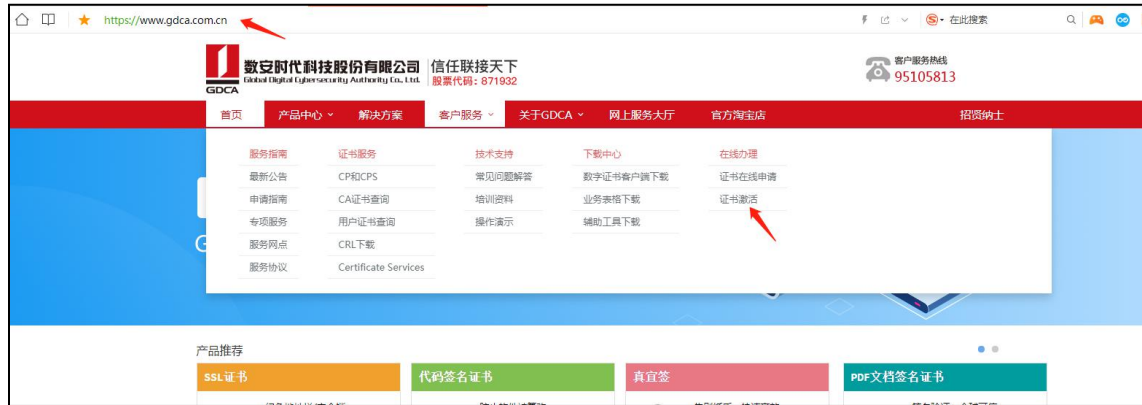 https://www.gdca.com.cn
在此搜索
数安时代科技股份有限公司
Global Digital Cybersecurity Authority Co., Ltd.
GDCA
信任联接天下
股票代码：871932
客户服务热线
95105813
首页 产品中心 解决方案 客户服务 关于GDCA 网上服务大厅 官方淘宝店 招贤纳士
服务指南 证书服务 技术支持 下载中心 在线办理
最新公告 CP和CPS 常见问题解答 数字证书客户端下载 证书在线申请
申请指南 CA证书查询 培训资料 业务表格下载 证书激活
专项服务 用户证书查询 操作演示 辅助工具下载
服务网点 CRL下载
服务协议 Certificate Services
G
产品推荐
SSL证书 代码签名证书 真宜签 PDF文档签名证书